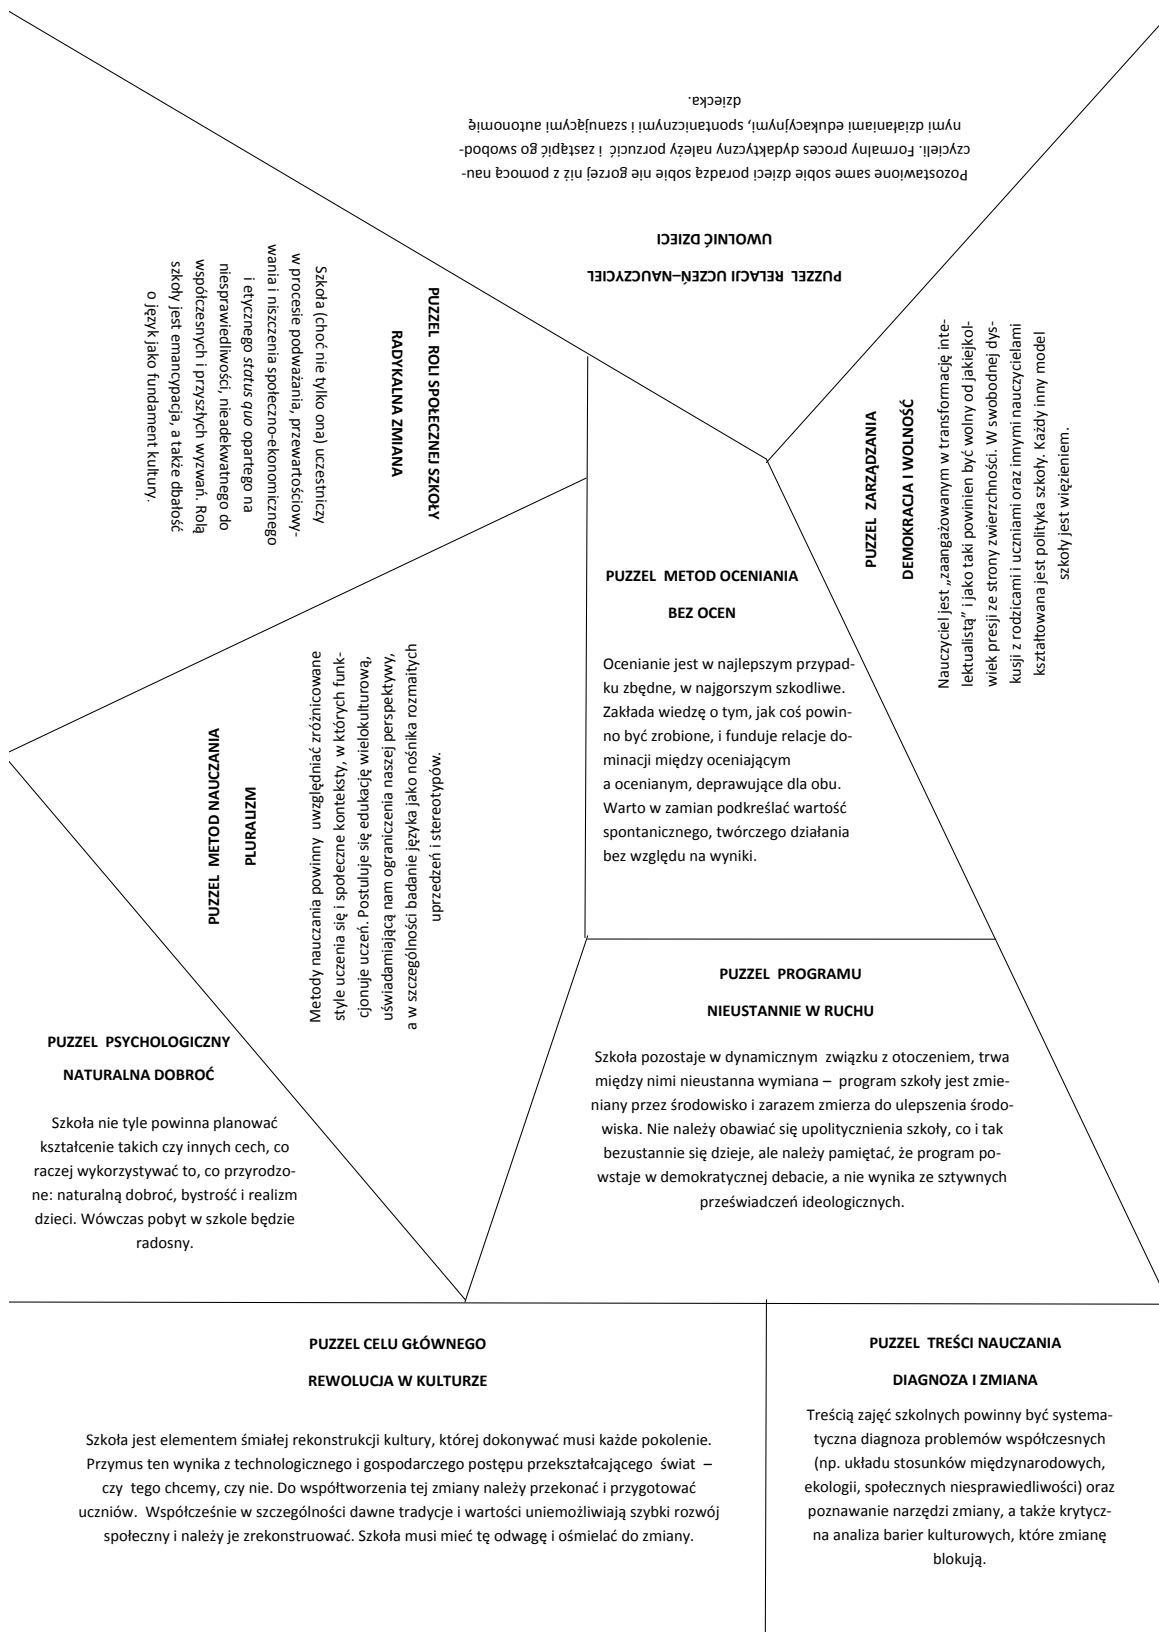 PUZZEL RELACJI UCZEŃ–NAUCZYCIEL
UWOLNIĆ DZIECI
Pozostawione same sobie dzieci poradzą sobie nie gorzej niż z pomocą nau-
czycieli. Formalny proces dydaktyczny należy porzucić i zastąpić go swobod-
nymi działaniami edukacyjnymi, spontanicznymi i szanującymi autonomię
dziecka.
PUZZEL ROLI SPOŁECZNEJ SZKOŁY
RADYKALNA ZMIANA
Szkoła (choć nie tylko ona) uczestniczy
w procesie podważania, przewartościowy-
wania i niszczenia społeczno-ekonomicznego
i etycznego status quo opartego na
niesprawiedliwości, nieadekwatnego do
współczesnych i przyszłych wyzwań. Rolą
szkoły jest emancypacja, a także dbałość
o język jako fundament kultury.
PUZZEL ZARZĄDZANIA
DEMOKRACJA I WOLNOŚĆ
Nauczyciel jest „zaangażowanym w transformację inte-
lektualistą” i jako taki powinien być wolny od jakiejkol-
wiek presji ze strony zwierzchności. W swobodnej dys-
kusji z rodzicami i uczniami oraz innymi nauczycielami
kształtowana jest polityka szkoły. Każdy inny model
szkoły jest więzieniem.
PUZZEL METOD OCENIANIA
BEZ OCEN
Ocenianie jest w najlepszym przypad-
ku zbędne, w najgorszym szkodliwe.
Zakłada wiedzę o tym, jak coś powin-
no być zrobione, i funduje relacje do-
minacji między oceniającym
a ocenianym, deprawujące dla obu.
Warto w zamian podkreślać wartość
spontanicznego, twórczego działania
bez względu na wyniki.
PUZZEL METOD NAUCZANIA
PLURALIZM
Metody nauczania powinny uwzględniać zróżnicowane
style uczenia się i społeczne konteksty, w których funk-
cjonuje uczeń. Postuluje się edukację wielokulturową,
uświadamiającą nam ograniczenia naszej perspektywy,
a w szczególności badanie języka jako nośnika rozmaitych
uprzedzeń i stereotypów.
PUZZEL PROGRAMU
NIEUSTANNIE W RUCHU
Szkoła pozostaje w dynamicznym związku z otoczeniem, trwa
między nimi nieustanna wymiana – program szkoły jest zmie-
niany przez środowisko i zarazem zmierza do ulepszenia środo-
wiska. Nie należy obawiać się upolitycznienia szkoły, co i tak
bezustannie się dzieje, ale należy pamiętać, że program po-
wstaje w demokratycznej debacie, a nie wynika ze sztywnych
przeświadczeń ideologicznych.
PUZZEL PSYCHOLOGICZNY
NATURALNA DOBROĆ
Szkoła nie tyle powinna planować
kształcenie takich czy innych cech, co
raczej wykorzystywać to, co przyrodzo-
ne: naturalną dobroć, bystrość i realizm
dzieci. Wówczas pobyt w szkole będzie
radosny.
PUZZEL CELU GŁÓWNEGO
REWOLUCJA W KULTURZE
Szkoła jest elementem śmiałej rekonstrukcji kultury, której dokonywać musi każde pokolenie.
Przymus ten wynika z technologicznego i gospodarczego postępu przekształcającego świat –
czy tego chcemy, czy nie. Do współtworzenia tej zmiany należy przekonać i przygotować
uczniów. Współcześnie w szczególności dawne tradycje i wartości uniemożliwiają szybki rozwój
społeczny i należy je zrekonstruować. Szkoła musi mieć tę odwagę i ośmielać do zmiany.
PUZZEL TREŚCI NAUCZANIA
DIAGNOZA I ZMIANA
Treścią zajęć szkolnych powinny być systema-
tyczna diagnoza problemów współczesnych
(np. układu stosunków międzynarodowych,
ekologii, społecznych niesprawiedliwości) oraz
poznawanie narzędzi zmiany, a także krytycz-
na analiza barier kulturowych, które zmianę
blokują.